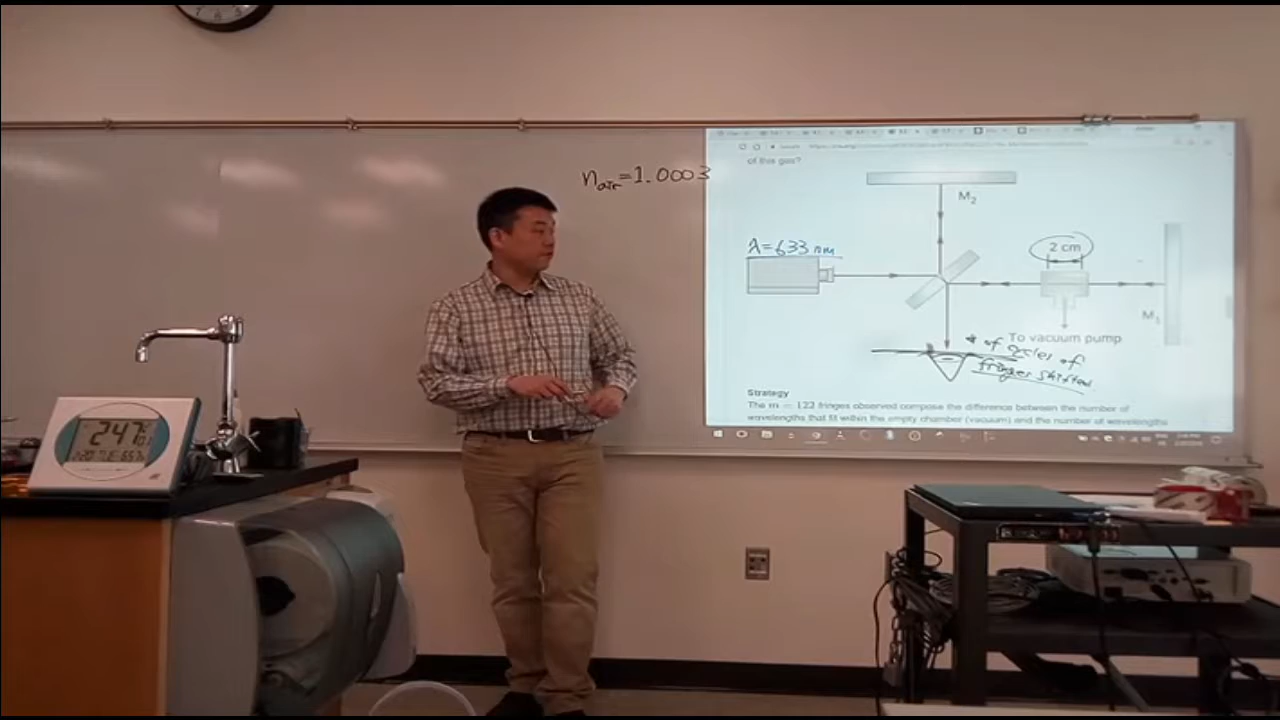 n air = 1.0003
of this gas?
M2
λ = 633 nm
2 cm
M1
To vacuum pump
# of cycles of
fringes shifted
Strategy
The m = 122 fringes observed compose the difference between the number of
wavelengths that fit within the empty chamber (vacuum) and the number of wavelengths
247